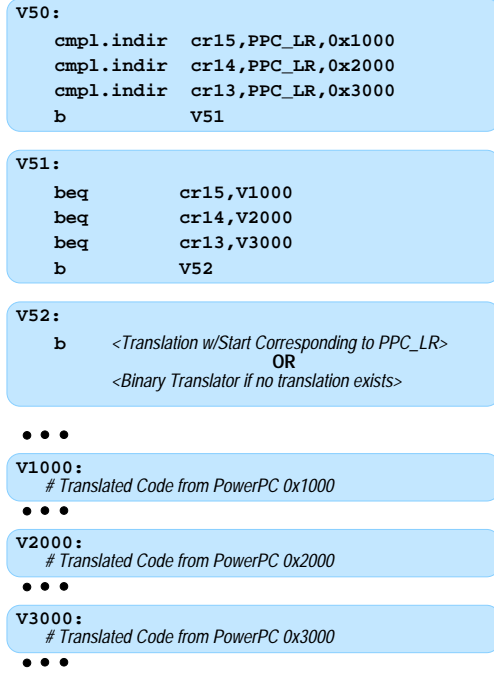 V50:
cmpl.indir cr15,PPC_LR,0x1000
cmpl.indir cr14,PPC_LR,0x2000
cmpl.indir cr13,PPC_LR,0x3000
b V51
V51:
beq cr15,V1000
beq cr14,V2000
beq cr13,V3000
b V52
V52:
b <Translation w/Start Corresponding to PPC_LR>
OR
<Binary Translator if no translation exists>
• • •
V1000:
# Translated Code from PowerPC 0x1000
• • •
V2000:
# Translated Code from PowerPC 0x2000
• • •
V3000:
# Translated Code from PowerPC 0x3000
• • •